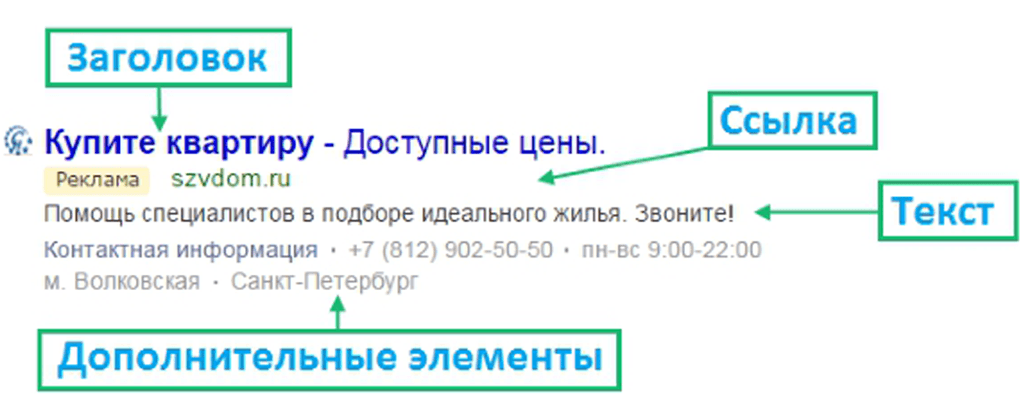 Заголовок
Ссылка
Купите квартиру - Доступные цены.
Реклама szvdom.ru
Текст
Помощь специалистов в подборе идеального жилья. Звоните!
Контактная информация · +7 (812) 902-50-50 · пн-вс 9:00-22:00
м. Волковская · Санкт-Петербург
Дополнительные элементы